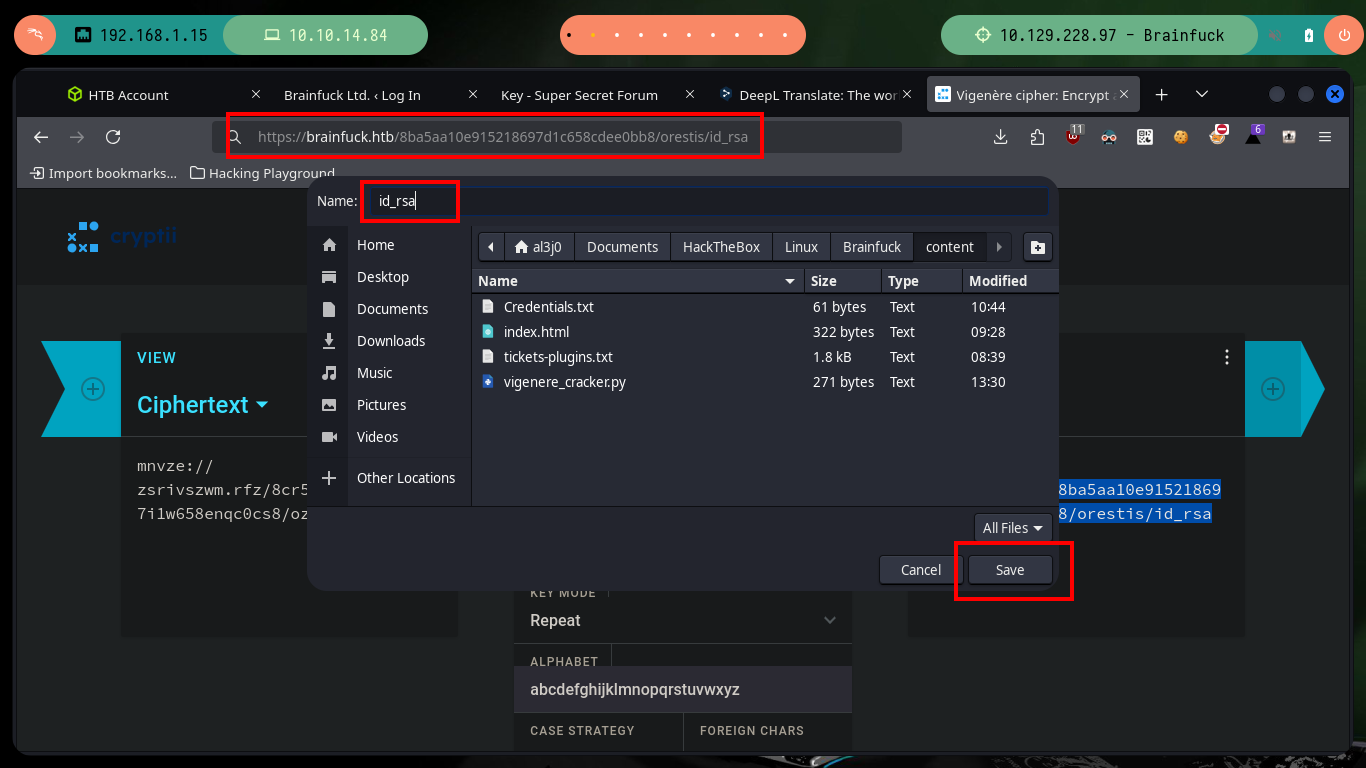 192.168.1.15
10.10.14.84
10.129.228.97 - Brainfuck
HTB Account
Brainfuck Ltd. ‹ Log In
Key - Super Secret Forum
DeepL Translate: The wor
Vigenère cipher: Encrypt a
https://brainfuck.htb/8ba5aa10e915218697d1c658cdee0bb8/orestis/id_rsa
11
6
Import bookmarks...
Hacking Playground
Name: id_rsa
cryptii
Home
Desktop
Documents
Downloads
Music
Pictures
Videos
Other Locations
al3j0 Documents HackTheBox Linux Brainfuck content
Name Size Type Modified
Credentials.txt 61 bytes Text 10:44
index.html 322 bytes Text 09:28
tickets-plugins.txt 1.8 kB Text 08:39
vigenere_cracker.py 271 bytes Text 13:30
All Files
Cancel Save
VIEW
Ciphertext
mnvze://
zsrivszwm.rfz/8cr5
7i1w658enqc0cs8/oz
8ba5aa10e91521869
8/orestis/id_rsa
KEY MODE
Repeat
ALPHABET
abcdefghijklmnopqrstuvwxyz
CASE STRATEGY FOREIGN CHARS